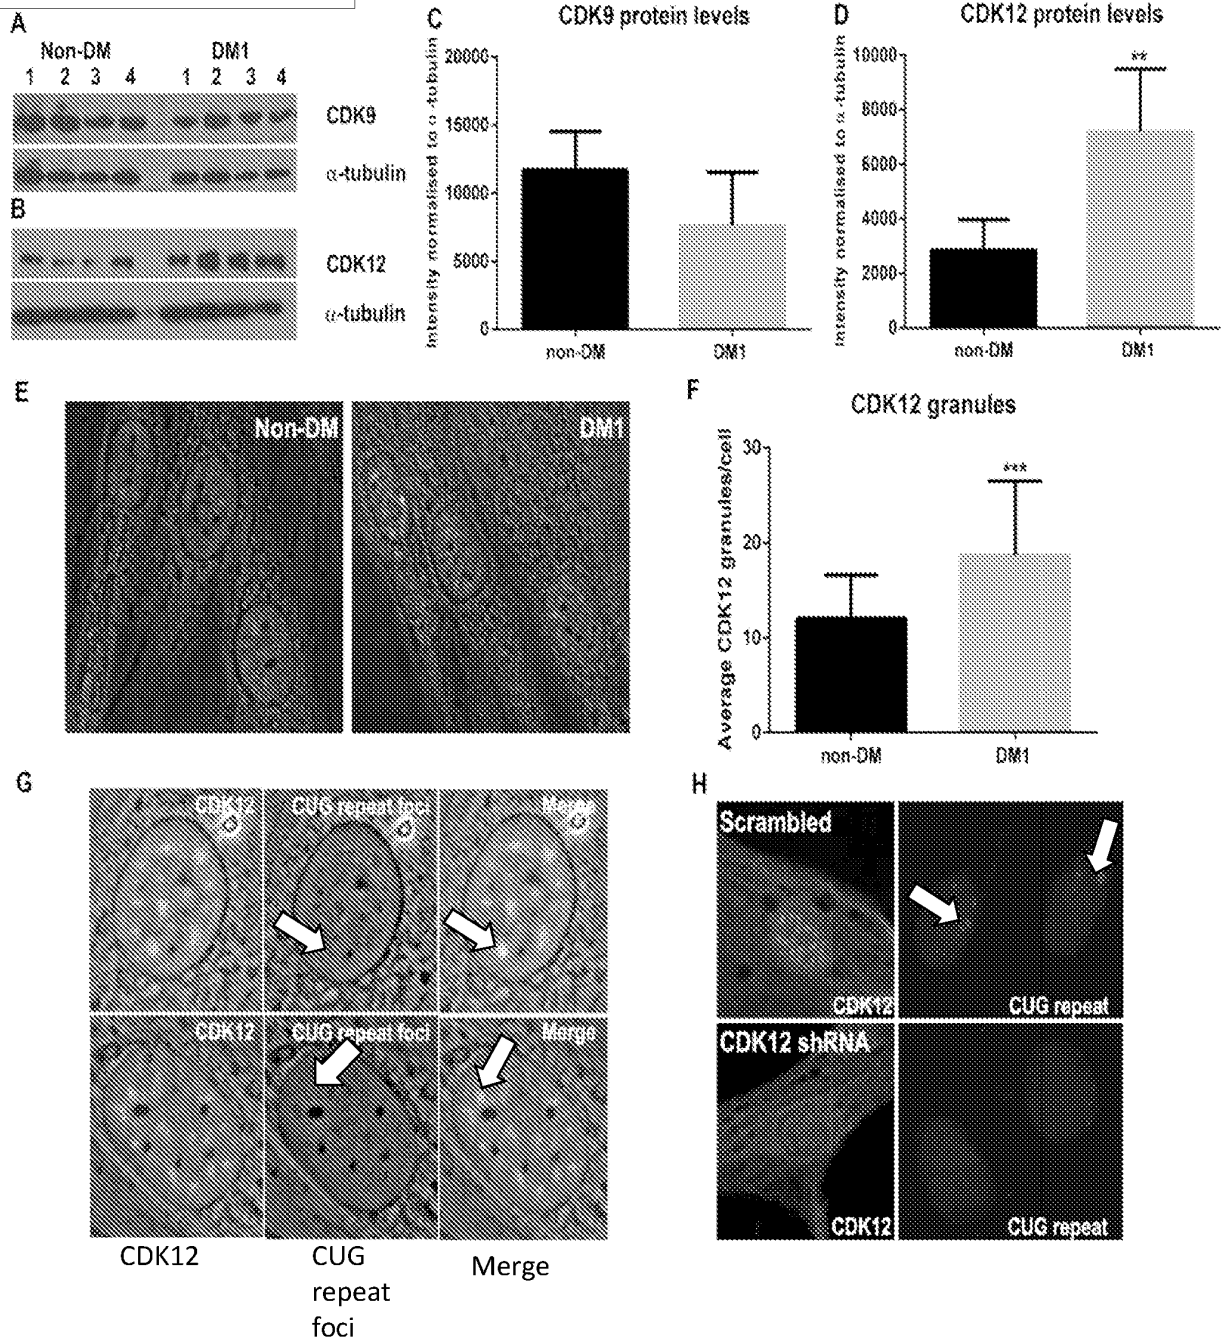 A
Non-DM DM1
1 2 3 4 1 2 3 4
CDK9
α-tubulin
B
CDK12
α-tubulin
C
CDK9 protein levels
Intensity normalised to α-tubulin
20000
15000
10000
5000
0
non-DM DM1
D
CDK12 protein levels
Intensity normalised to α-tubulin
10000
8000
6000
4000
2000
0
**
non-DM DM1
E
Non-DM DM1
F
CDK12 granules
Average CDK12 granules/cell
30
20
10
0
***
non-DM DM1
G
CDK12 CUG repeat foci Merge
CDK12 CUG repeat foci Merge
CDK12
CUG
repeat
foci
Merge
H
Scrambled
CDK12 CUG repeat
CDK12 shRNA
CDK12 CUG repeat